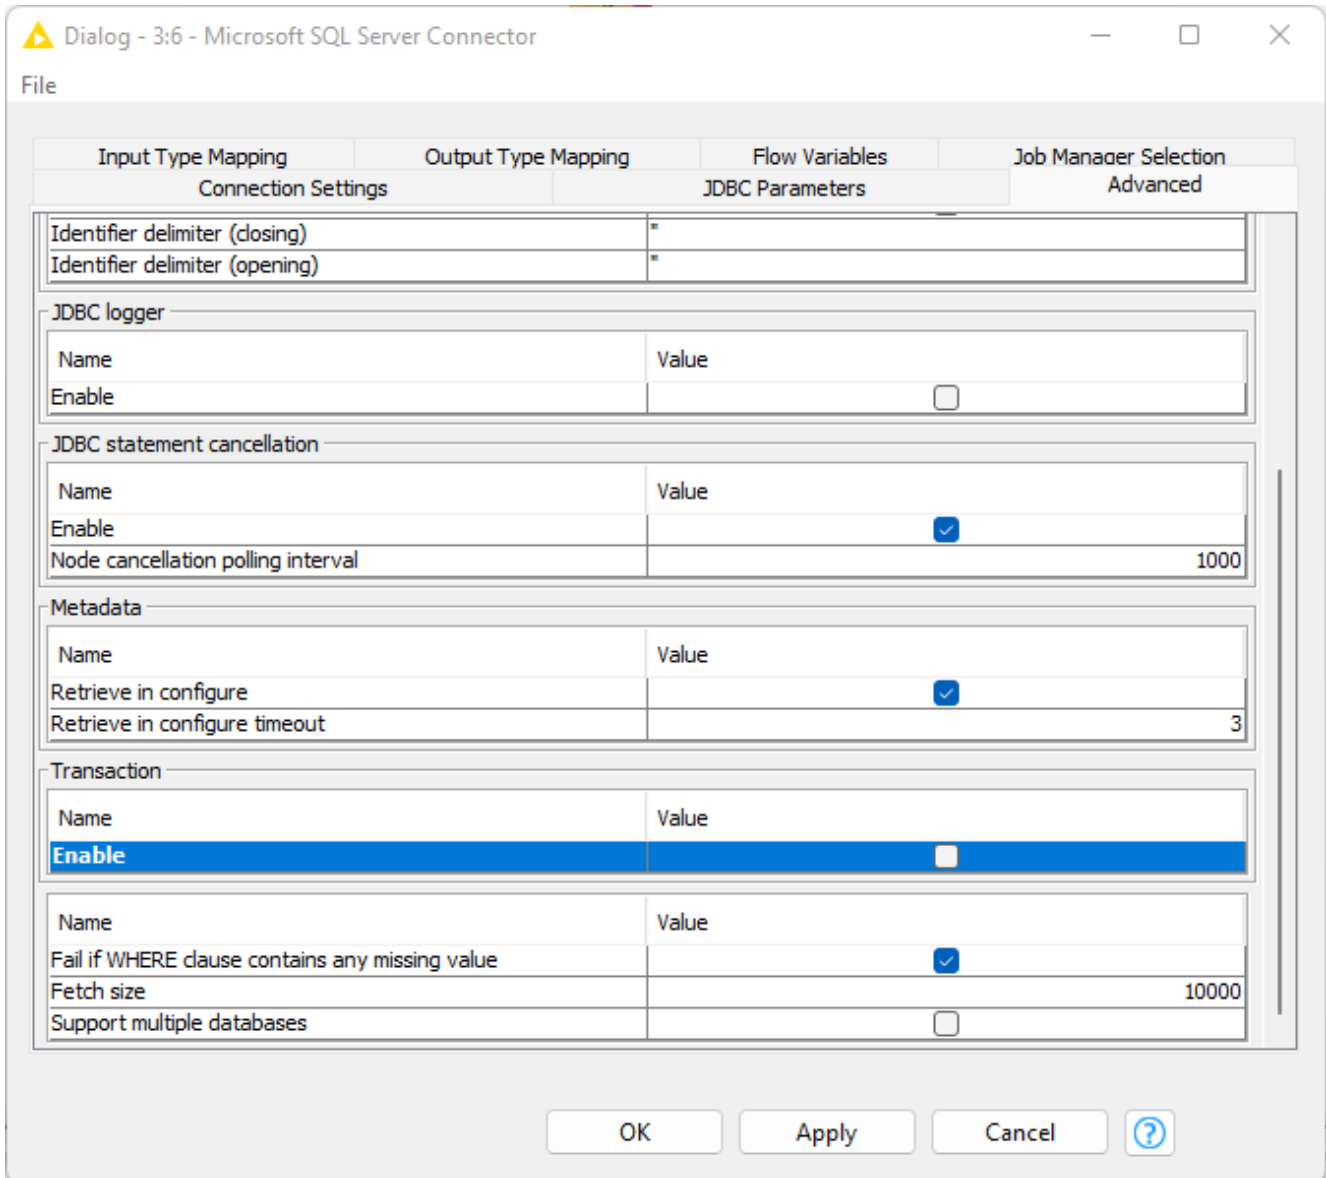 Dialog - 3:6 - Microsoft SQL Server Connector
File
Input Type Mapping Output Type Mapping Flow Variables Job Manager Selection
Connection Settings JDBC Parameters Advanced
Identifier delimiter (closing) "
Identifier delimiter (opening) "
JDBC logger
Name Value
Enable
JDBC statement cancellation
Name Value
Enable
Node cancellation polling interval 1000
Metadata
Name Value
Retrieve in configure
Retrieve in configure timeout 3
Transaction
Name Value
Enable
Name Value
Fail if WHERE clause contains any missing value
Fetch size 10000
Support multiple databases
OK Apply Cancel ?